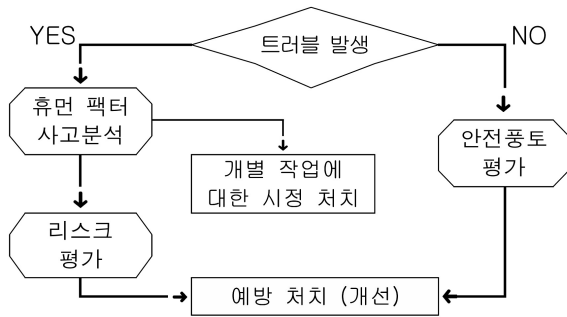 YES
트러블 발생
NO
휴먼 팩터
사고분석
안전풍토
평가
개별 작업에
대한 시정 처치
리스크
평가
예방 처치 (개선)